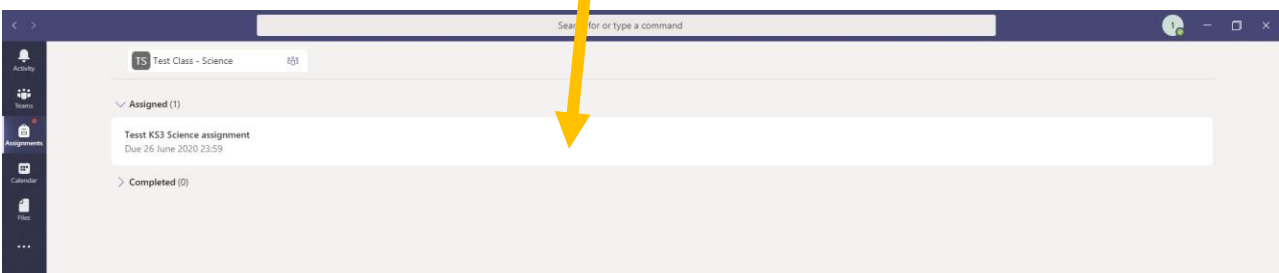 Search for or type a command
1
Activity
Teams
Assignments
Calendar
Files
TS Test Class - Science
Assigned (1)
Tesst KS3 Science assignment
Due 26 June 2020 23:59
Completed (0)